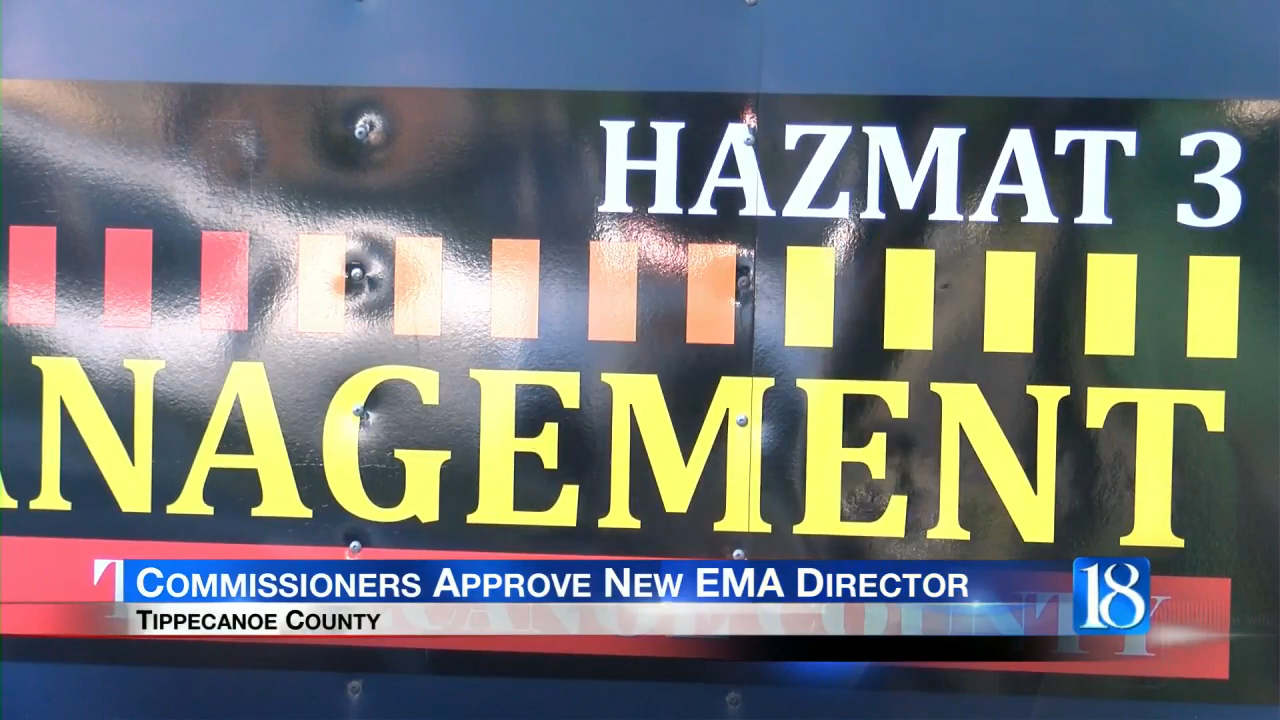 HAZMAT 3
ANAGEMENT
COMMISSIONERS APPROVE NEW EMA DIRECTOR
18
TIPPECANOE COUNTY